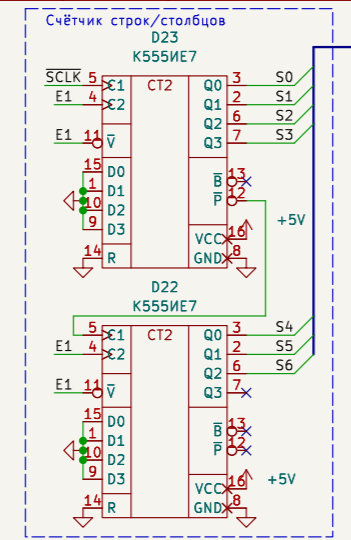 Счётчик строк/столбцов
D23
К555ИЕ7
SCLK 5 C1 CT2 Q0 3 S0
E1 4 C2 Q1 2 S1
Q2 6 S2
E1 11 V Q3 7 S3
15 D0
1 D1 B 13
10 D2 P 12
9 D3
+5V
VCC 16
14 R GND 8
D22
К555ИЕ7
5 C1 CT2 Q0 3 S4
E1 4 C2 Q1 2 S5
Q2 6 S6
E1 11 V Q3 7
15 D0
1 D1 B 13
10 D2 P 12
9 D3
VCC 16 +5V
14 R GND 8